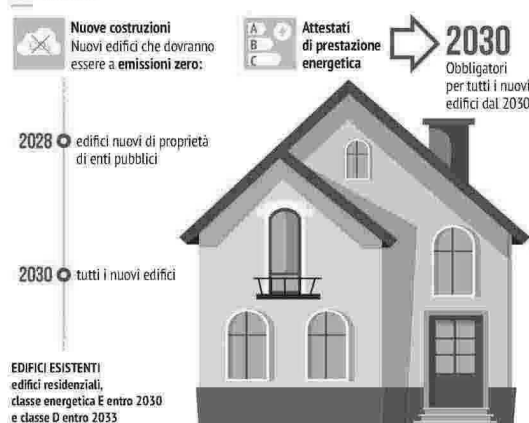 Nuove costruzioni
Nuovi edifici che dovranno
essere a emissioni zero:
A
B
C
Attestati
di prestazione
energetica
2030
Obbligatori
per tutti i nuovi
edifici dal 2030
2028 edifici nuovi di proprietà
di enti pubblici
2030 tutti i nuovi edifici
EDIFICI ESISTENTI
edifici residenziali,
classe energetica E entro 2030
e classe D entro 2033